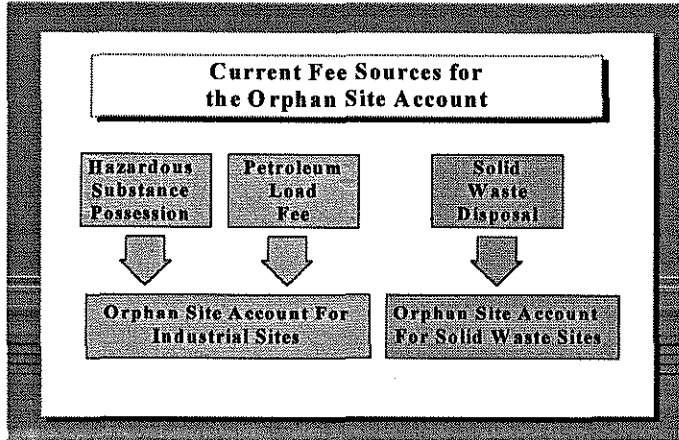 Current Fee Sources for
the Orphan Site Account
Hazardous
Substance
Possession
Petroleum
Load
Fee
Solid
Waste
Disposal
Orphan Site Account For
Industrial Sites
Orphan Site Account
For Solid Waste Sites